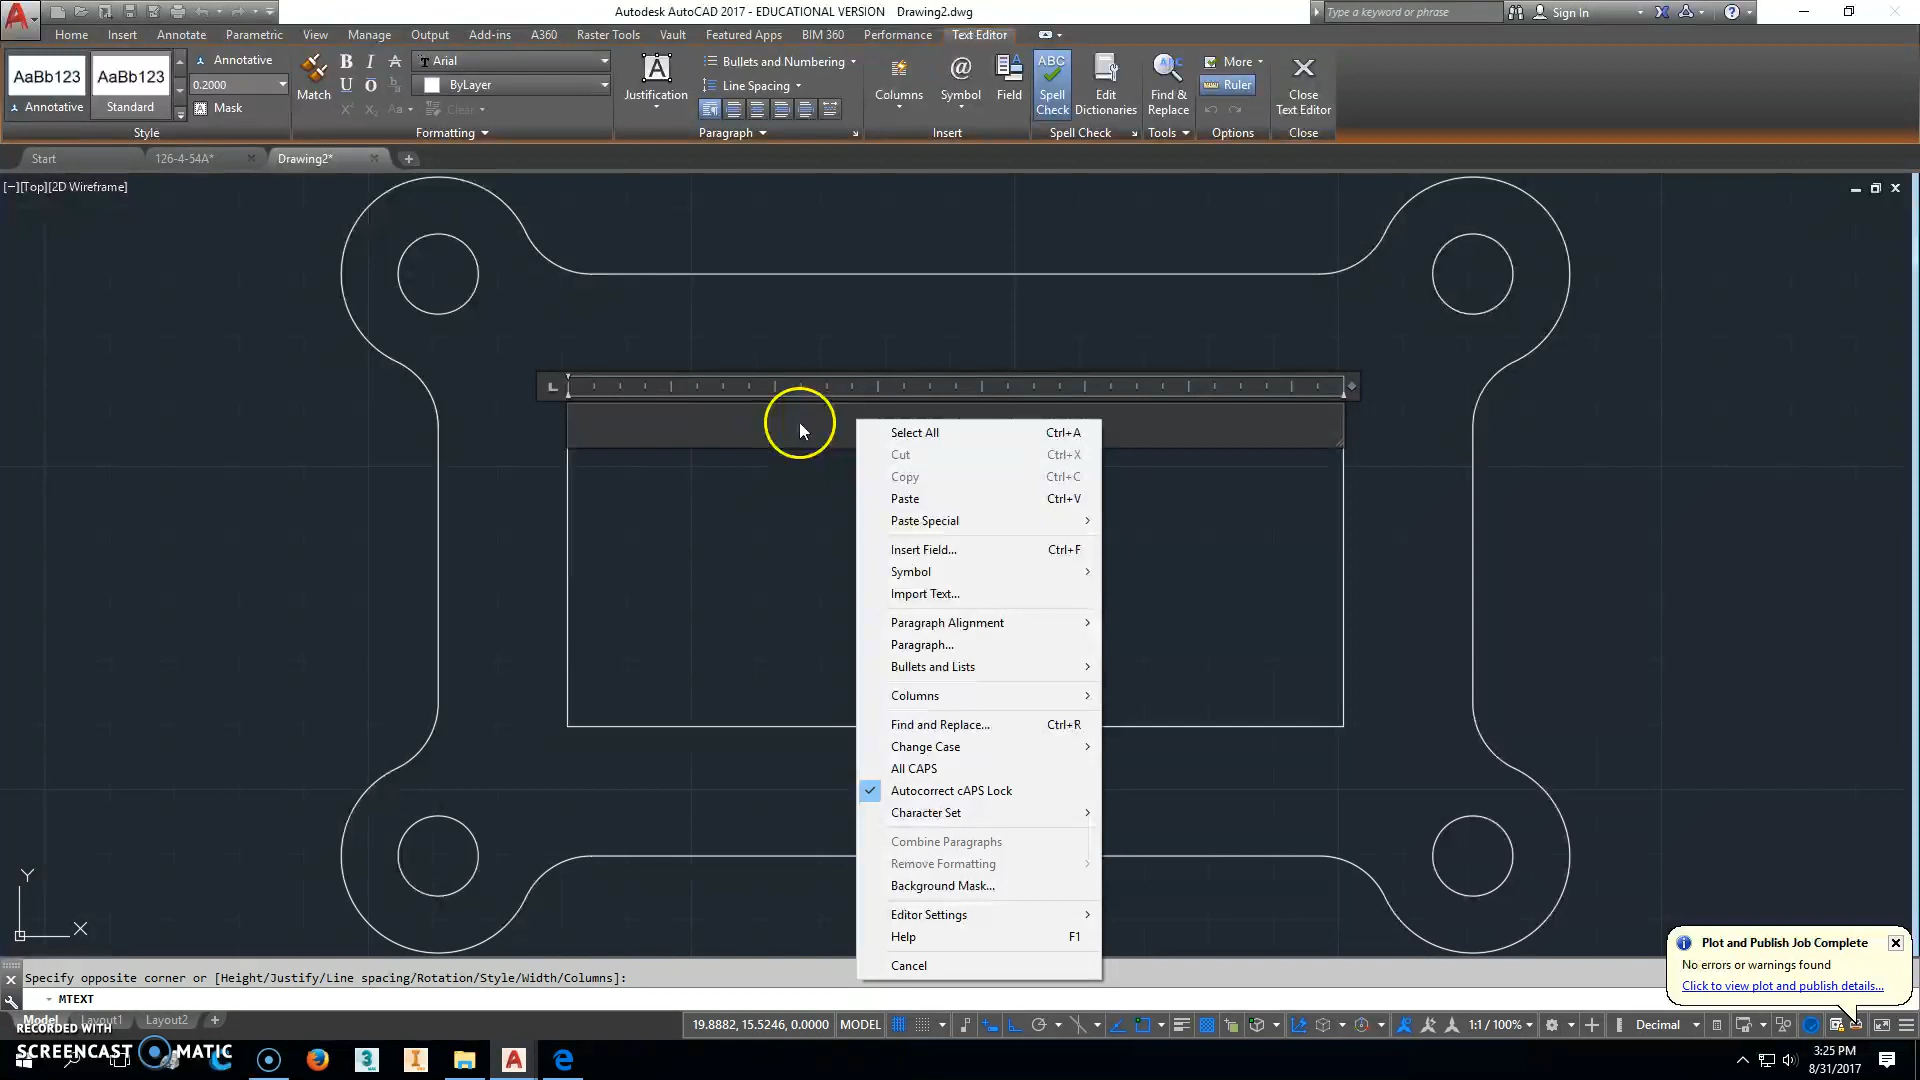 Autodesk AutoCAD 2017 - EDUCATIONAL VERSION Drawing2.dwg
Type a keyword or phrase
Sign In
Home Insert Annotate Parametric View Manage Output Add-ins A360 Raster Tools Vault Featured Apps BIM 360 Performance Text Editor
AaBb123 AaBb123
Annotative Standard
Annotative
0.2000
Mask
Style
Match
B I A
U O
Aa
Arial
ByLayer
Clear
Formatting
Justification
Bullets and Numbering
Line Spacing
Paragraph
Columns
Symbol
Field
Insert
ABC
Spell Check
Edit Dictionaries
Spell Check
Find & Replace
Tools
More
Ruler
Options
Close Text Editor
Close
Start 126-4-54A* Drawing2*
[−][Top][2D Wireframe]
Select All Ctrl+A
Cut Ctrl+X
Copy Ctrl+C
Paste Ctrl+V
Paste Special
Insert Field... Ctrl+F
Symbol
Import Text...
Paragraph Alignment
Paragraph...
Bullets and Lists
Columns
Find and Replace... Ctrl+R
Change Case
All CAPS
Autocorrect cAPS Lock
Character Set
Combine Paragraphs
Remove Formatting
Background Mask...
Editor Settings
Help F1
Cancel
Y
X
Plot and Publish Job Complete
No errors or warnings found
Click to view plot and publish details...
Specify opposite corner or [Height/Justify/Line spacing/Rotation/Style/Width/Columns]:
MTEXT
Model Layout1 Layout2
19.8882, 15.5246, 0.0000 MODEL
1:1 / 100%
Decimal
RECORDED WITH
SCREENCAST MATIC
3:25 PM
8/31/2017